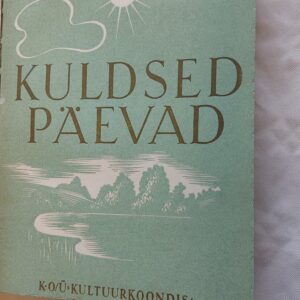 KULDSED
PÄEVAD
K-O/Ü "KULTUURKOONDIS"